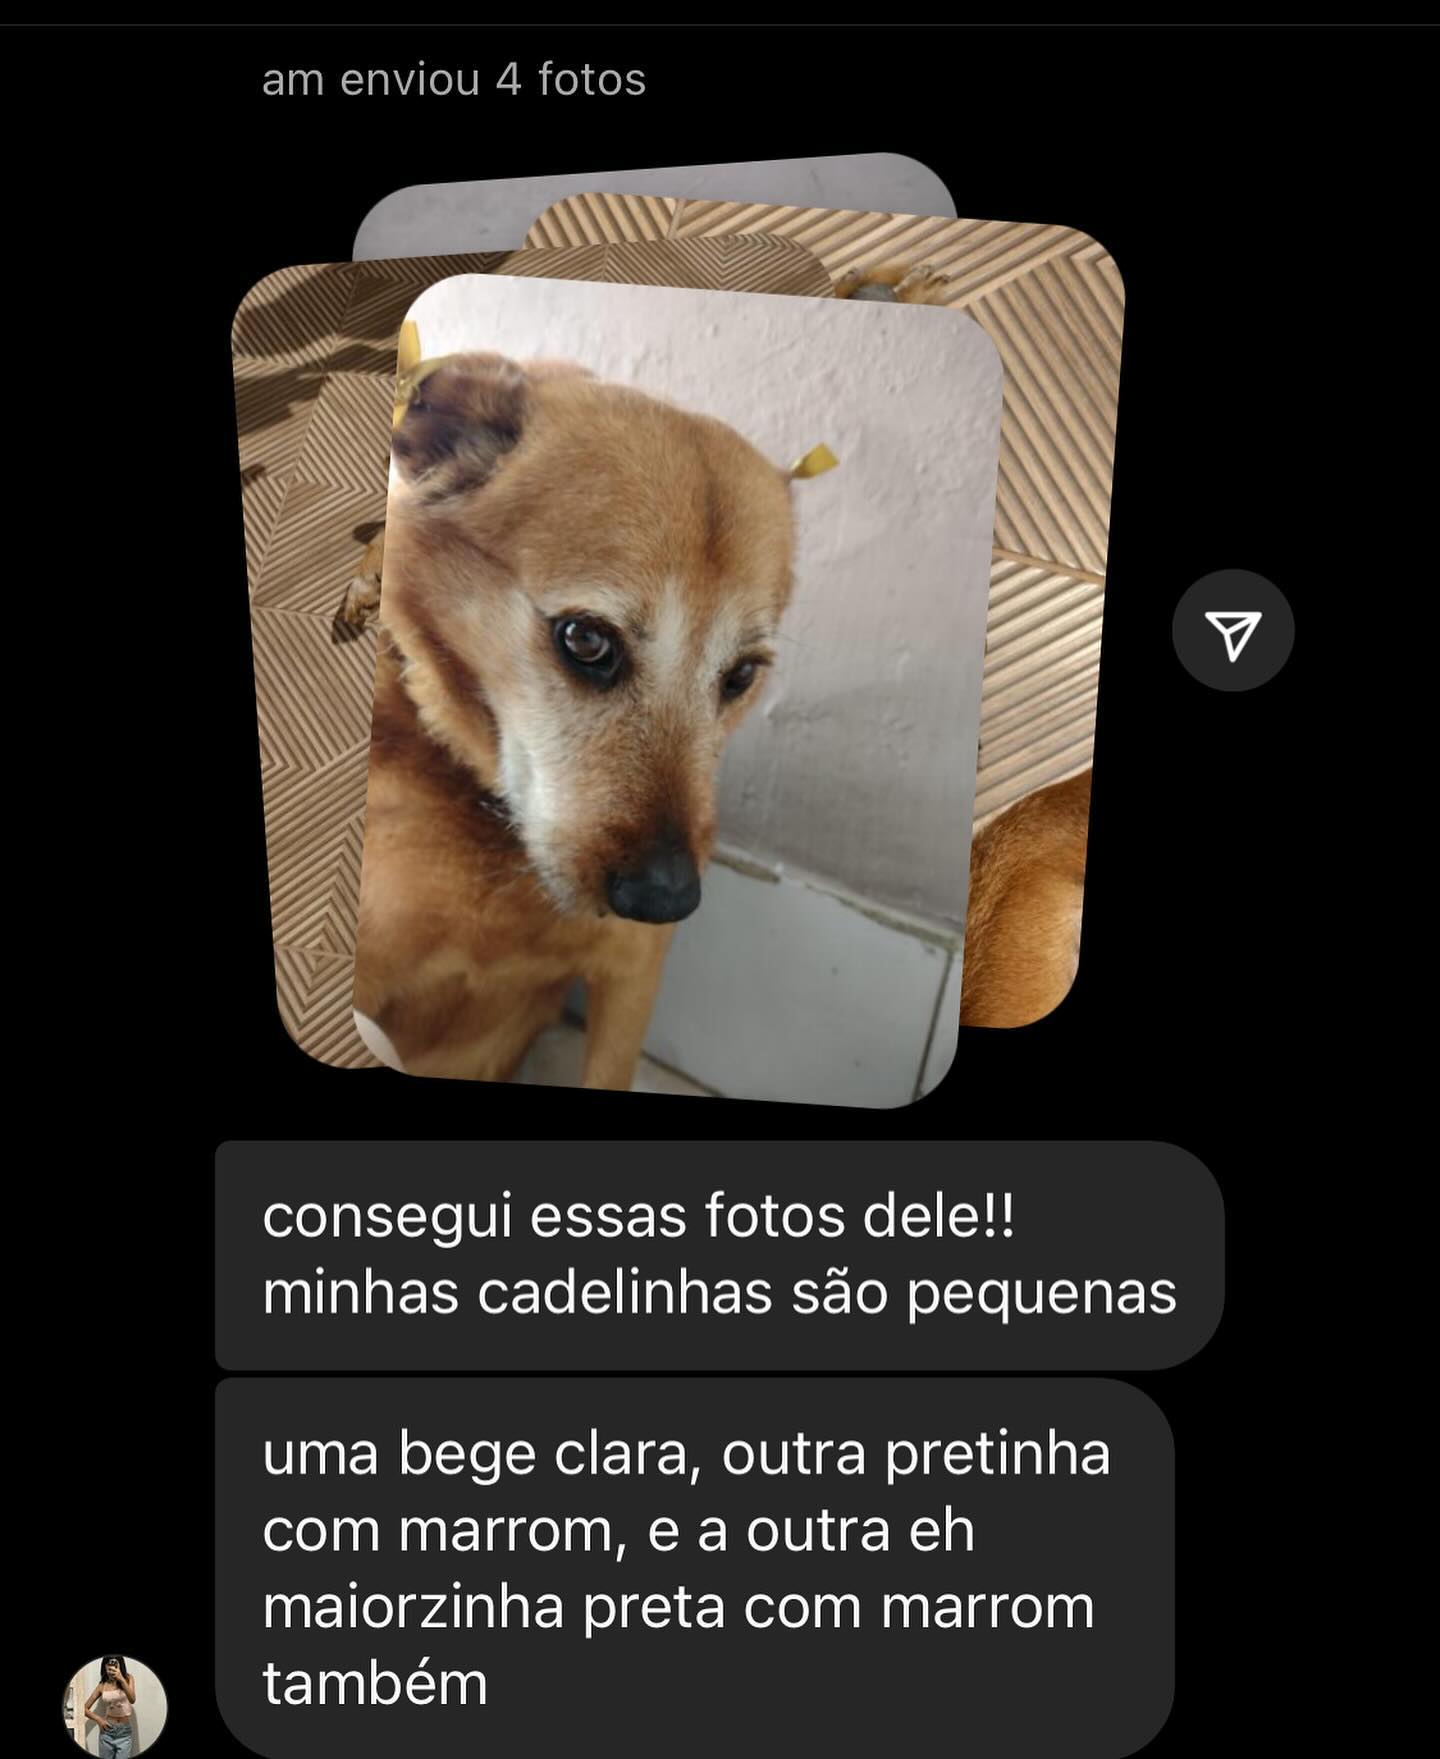 am enviou 4 fotos
consegui essas fotos dele!!
minhas cadelinhas são pequenas
uma bege clara, outra pretinha
com marrom, e a outra eh
maiorzinha preta com marrom
também